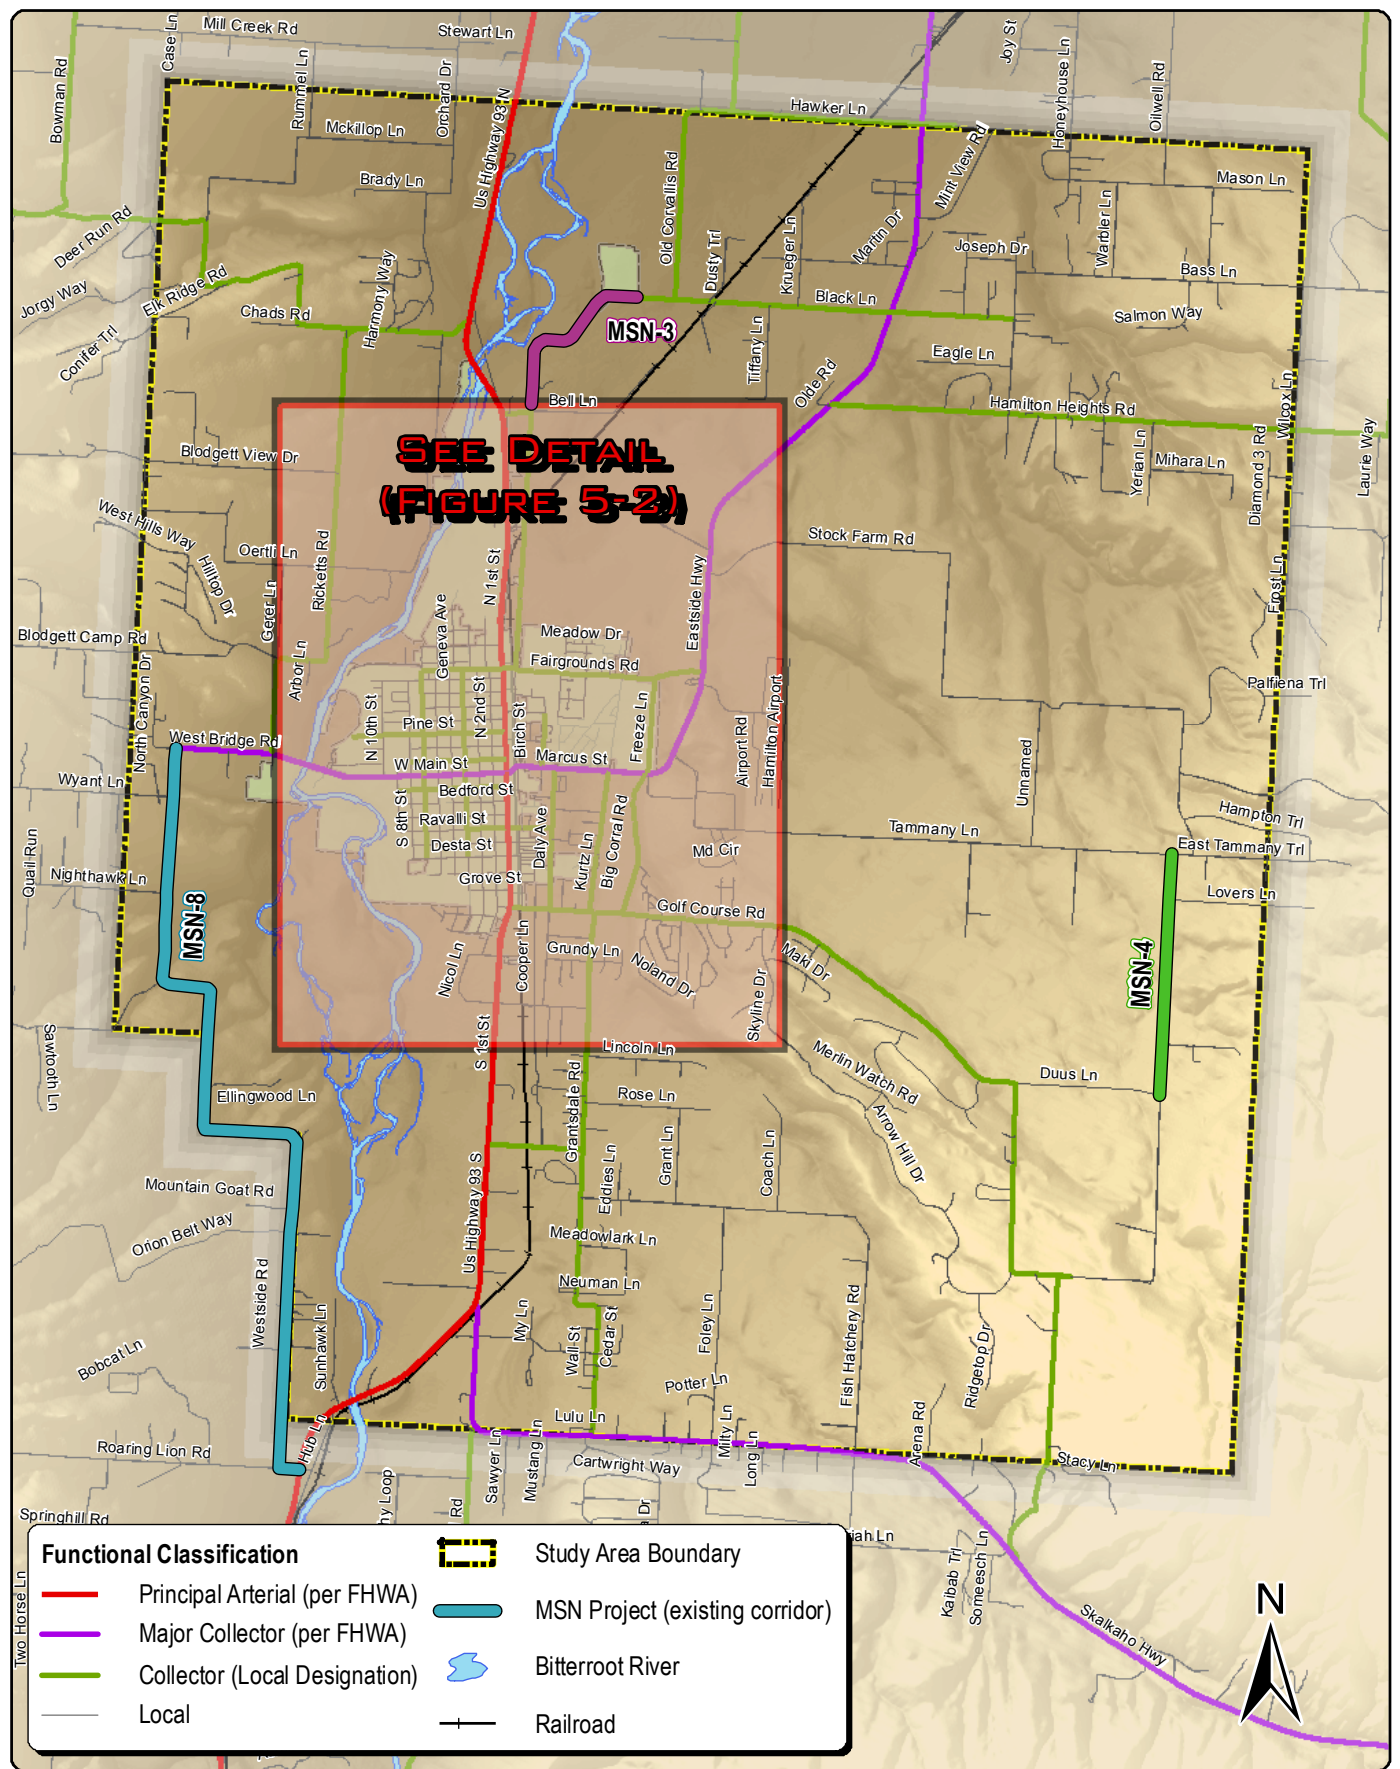 Case Ln
Mill Creek Rd
Stewart Ln
Joy St
Honeyhouse Ln
Oilwell Rd
Bowman Rd
Rummel Ln
Orchard Dr
Us Highway 93 N
Hawker Ln
Mckillop Ln
Brady Ln
Old Corvallis Rd
Mint View Rd
Mason Ln
Deer Run Rd
Dusty Trl
Krueger Ln
Martin Dr
Joseph Dr
Warbler Ln
Bass Ln
Jorgy Way
Elk Ridge Rd
Chads Rd
Harmony Way
Black Ln
Salmon Way
Conifer Trl
MSN-3
Tiffany Ln
Eagle Ln
Olde Rd
Bell Ln
Hamilton Heights Rd
Wilcox Ln
Laurie Way
See Detail
(Figure 5-2)
Blodgett View Dr
Yerian Ln
Mihara Ln
Diamond 3 Rd
West Hills Way
Oertli Ln
Hilltop Dr
Ricketts Rd
N 1st St
Eastside Hwy
Stock Farm Rd
Frost Ln
Gerer Ln
Geneva Ave
Blodgett Camp Rd
Meadow Dr
Fairgrounds Rd
Arbor Ln
North Canyon Dr
N 10th St
N 2nd St
Pine St
Birch St
Freeze Ln
Airport Rd
Hamilton Airport
Palfiena Trl
West Bridge Rd
W Main St
Marcus St
Unnamed
Wyant Ln
Bedford St
S 8th St
Ravalli St
Desta St
Daly Ave
Kurtz Ln
Big Corral Rd
Md Cir
Tammany Ln
Hampton Trl
East Tammany Trl
Quail Run
Nighthawk Ln
Grove St
Lovers Ln
MSN-8
Golf Course Rd
Nicol Ln
Cooper Ln
Grundy Ln
Noland Dr
Maki Dr
Skyline Dr
MSN-4
Sawtooth Ln
S 1st St
Lincoln Ln
Merlin Watch Rd
Duus Ln
Ellingwood Ln
Grantsdale Rd
Rose Ln
Arrow Hill Dr
Grant Ln
Coach Ln
Eddies Ln
Mountain Goat Rd
Orion Belt Way
Us Highway 93 S
Meadowlark Ln
Neuman Ln
Westside Rd
Sunhawk Ln
My Ln
Wall St
Cedar St
Foley Ln
Fish Hatchery Rd
Ridgetop Dr
Bobcat Ln
Potter Ln
Lulu Ln
Milty Ln
Long Ln
Arena Rd
Roaring Lion Rd
Hub Ln
Sawyer Ln
Mustang Ln
Cartwright Way
Stacy Ln
Springhill Rd
hy Loop
Rd
Dr
iah Ln
Kaibab Trl
Someesch Ln
Skalkaho Hwy
Two Horse Ln
N
Functional Classification
Principal Arterial (per FHWA)
Major Collector (per FHWA)
Collector (Local Designation)
Local
Study Area Boundary
MSN Project (existing corridor)
Bitterroot River
Railroad